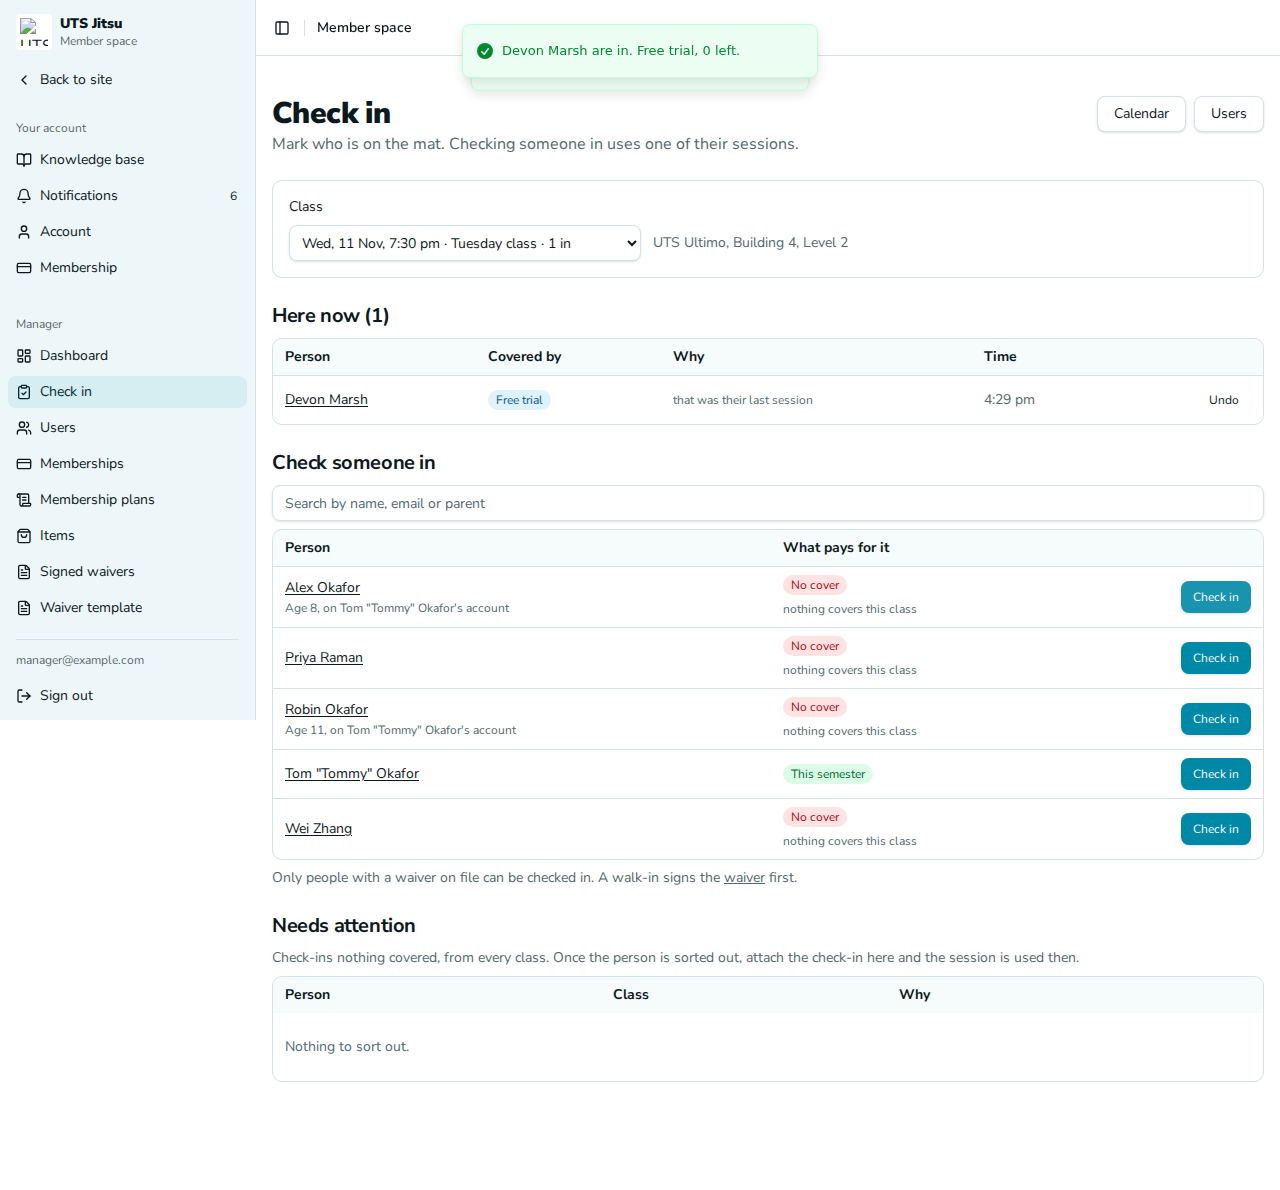 UTS Jitsu
Member space
Back to site
Your account
Knowledge base
Notifications 6
Account
Membership
Manager
Dashboard
Check in
Users
Memberships
Membership plans
Items
Signed waivers
Waiver template
manager@example.com
Sign out
Member space
Devon Marsh are in. Free trial, 0 left.
Check in
Mark who is on the mat. Checking someone in uses one of their sessions.
Calendar Users
Class
Wed, 11 Nov, 7:30 pm · Tuesday class · 1 in
UTS Ultimo, Building 4, Level 2
Here now (1)
Person Covered by Why Time
Devon Marsh Free trial that was their last session 4:29 pm Undo
Check someone in
Search by name, email or parent
Person What pays for it
Alex Okafor No cover Check in
Age 8, on Tom "Tommy" Okafor's account nothing covers this class
Priya Raman No cover Check in
nothing covers this class
Robin Okafor No cover Check in
Age 11, on Tom "Tommy" Okafor's account nothing covers this class
Tom "Tommy" Okafor This semester Check in
Wei Zhang No cover Check in
nothing covers this class
Only people with a waiver on file can be checked in. A walk-in signs the waiver first.
Needs attention
Check-ins nothing covered, from every class. Once the person is sorted out, attach the check-in here and the session is used then.
Person Class Why
Nothing to sort out.